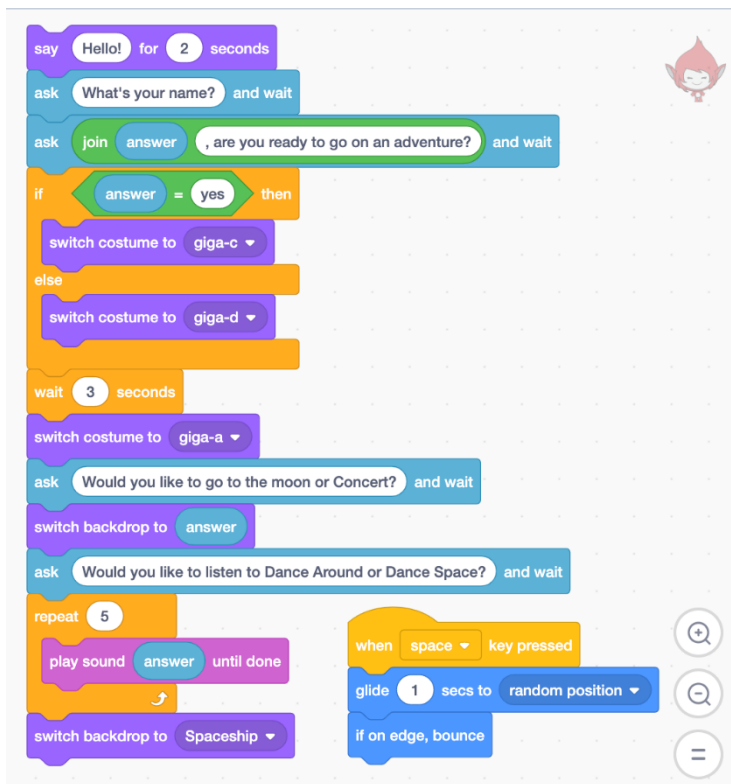 say Hello! for 2 seconds
ask What's your name? and wait
ask join answer , are you ready to go on an adventure? and wait
if answer = yes then
switch costume to giga-c
else
switch costume to giga-d
wait 3 seconds
switch costume to giga-a
ask Would you like to go to the moon or Concert? and wait
switch backdrop to answer
ask Would you like to listen to Dance Around or Dance Space? and wait
repeat 5
play sound answer until done
switch backdrop to Spaceship
when space key pressed
glide 1 secs to random position
if on edge, bounce